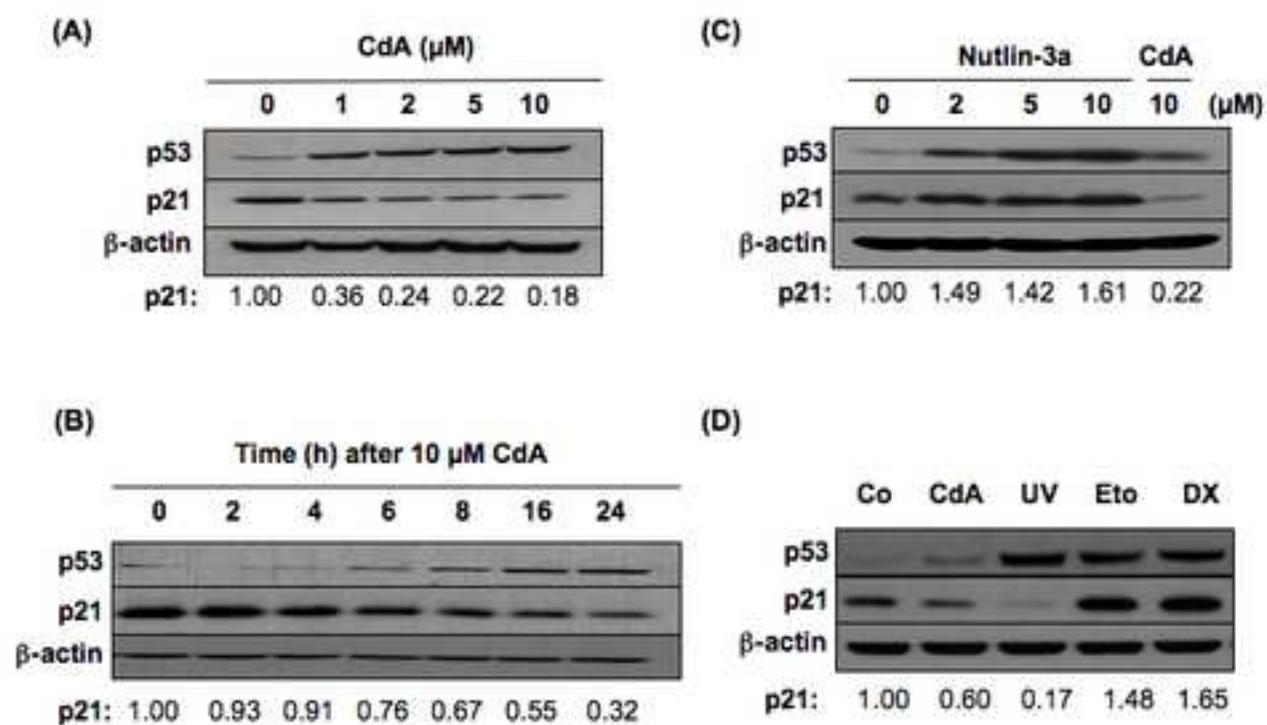 (A)
CdA (µM)
0 1 2 5 10
p53
p21
β-actin
p21: 1.00 0.36 0.24 0.22 0.18
(C)
Nutlin-3a CdA
0 2 5 10 10 (µM)
p53
p21
β-actin
p21: 1.00 1.49 1.42 1.61 0.22
(B)
Time (h) after 10 µM CdA
0 2 4 6 8 16 24
p53
p21
β-actin
p21: 1.00 0.93 0.91 0.76 0.67 0.55 0.32
(D)
Co CdA UV Eto DX
p53
p21
β-actin
p21: 1.00 0.60 0.17 1.48 1.65